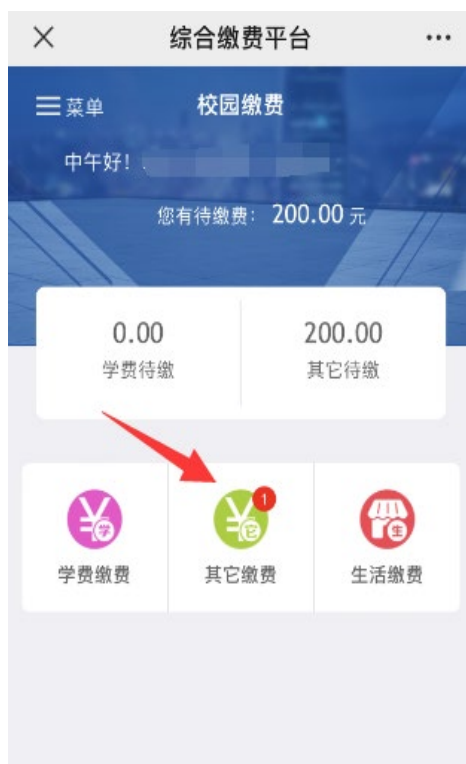 综合缴费平台
菜单
校园缴费
中午好！
您有待缴费：200.00 元
0.00
200.00
学费待缴
其它待缴
学
1
它
生
学费缴费
其它缴费
生活缴费